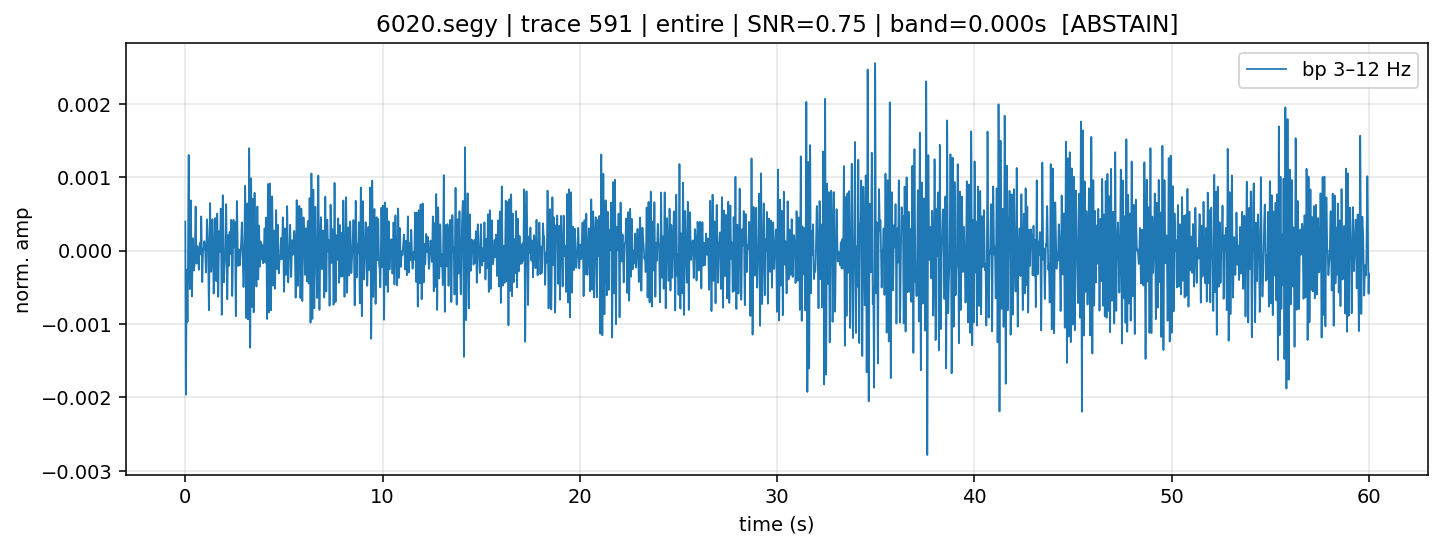 6020.segy | trace 591 | entire | SNR=0.75 | band=0.000s  [ABSTAIN]
bp 3–12 Hz
norm. amp
0.002
0.001
0.000
−0.001
−0.002
−0.003
0 10 20 30 40 50 60
time (s)